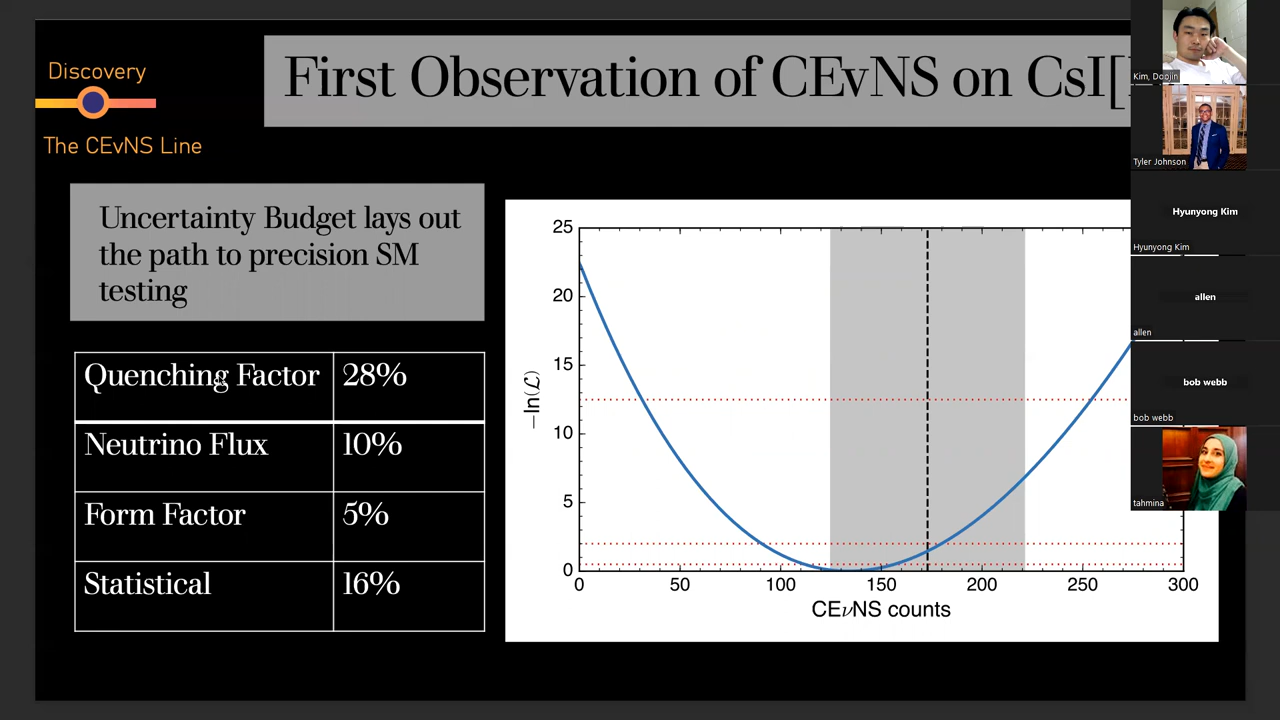 Discovery
The CEvNS Line
First Observation of CEvNS on CsI[
Uncertainty Budget lays out
the path to precision SM
testing
Quenching Factor 28%
Neutrino Flux 10%
Form Factor 5%
Statistical 16%
25
20
15
10
5
0
−ln(ℒ)
0 50 100 150 200 250 300
CEνNS counts
Kim, Doojin
Tyler Johnson
Hyunyong Kim
Hyunyong Kim
allen
allen
bob webb
bob webb
tahmina